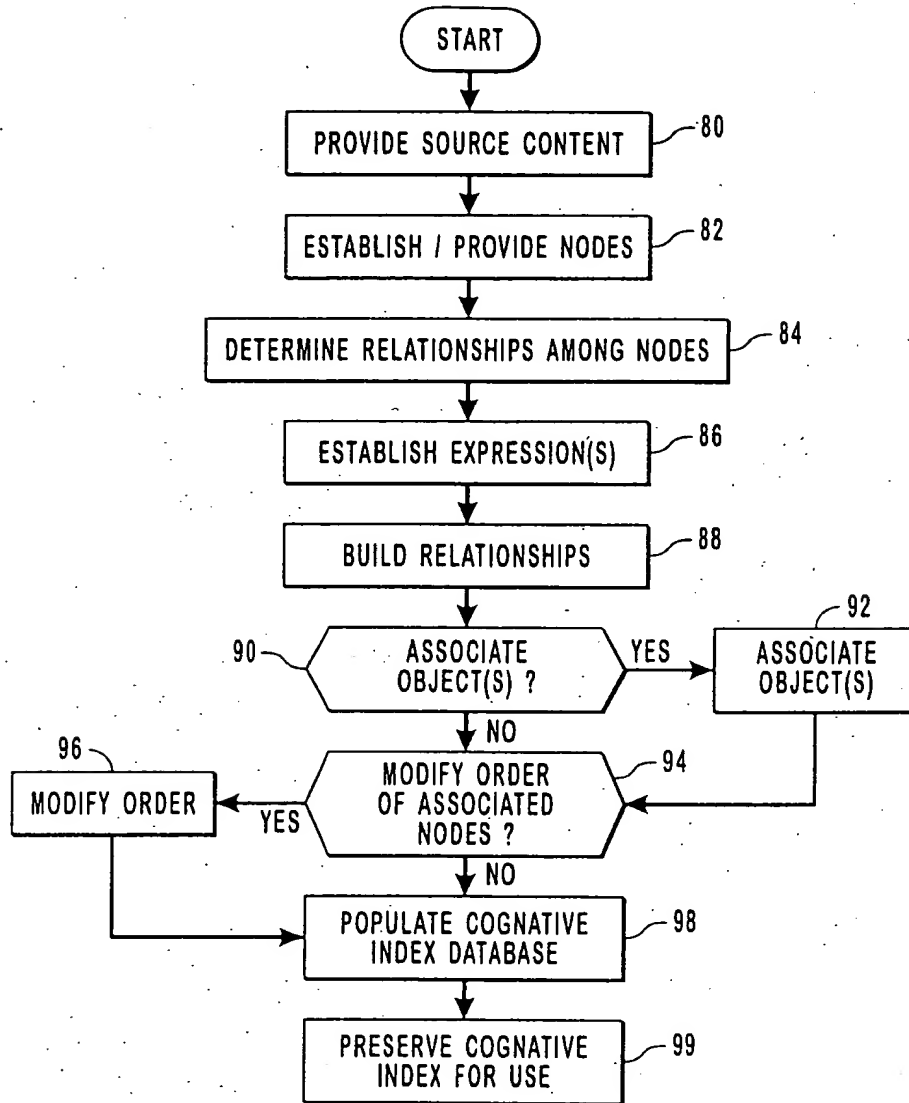 START
PROVIDE SOURCE CONTENT
80
ESTABLISH / PROVIDE NODES
82
DETERMINE RELATIONSHIPS AMONG NODES
84
ESTABLISH EXPRESSION(S)
86
BUILD RELATIONSHIPS
88
90
ASSOCIATE
OBJECT(S) ?
YES
92
ASSOCIATE
OBJECT(S)
NO
96
MODIFY ORDER
YES
MODIFY ORDER
OF ASSOCIATED
NODES ?
94
NO
POPULATE COGNATIVE
INDEX DATABASE
98
PRESERVE COGNATIVE
INDEX FOR USE
99